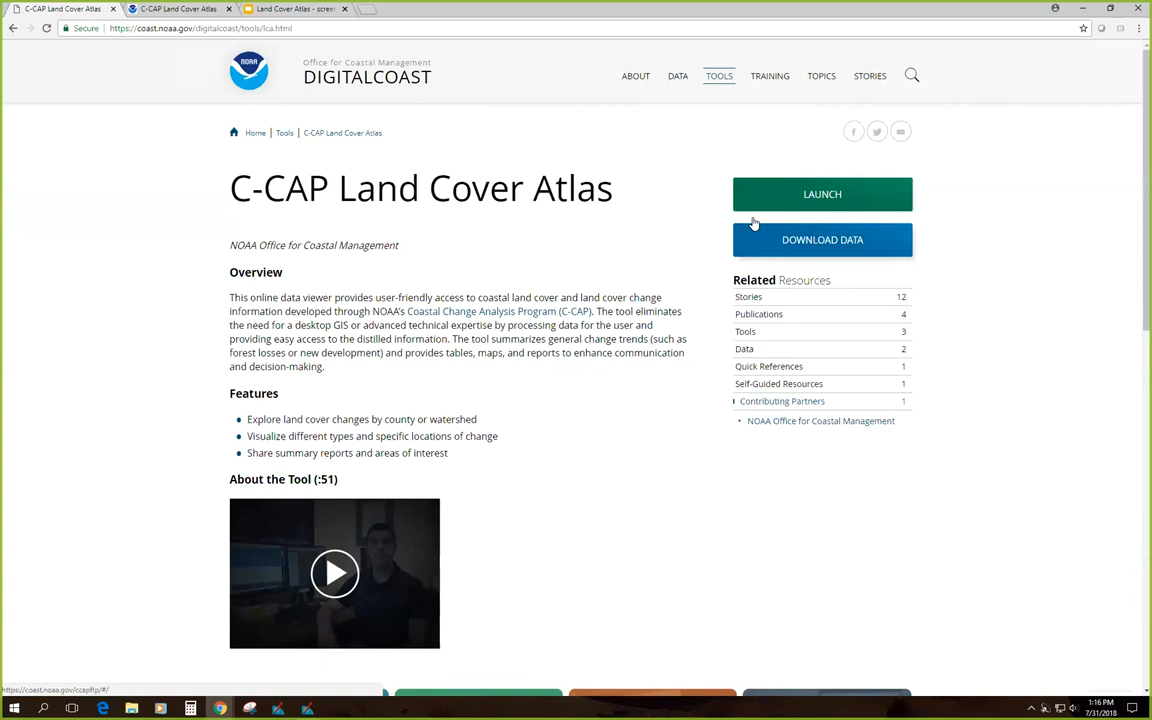 C-CAP Land Cover Atlas
C-CAP Land Cover Atlas
Land Cover Atlas - scree
Secure
https://coast.noaa.gov/digitalcoast/tools/lca.html
NOAA
Office for Coastal Management
DIGITALCOAST
ABOUT
DATA
TOOLS
TRAINING
TOPICS
STORIES
Home | Tools | C-CAP Land Cover Atlas
C-CAP Land Cover Atlas
LAUNCH
DOWNLOAD DATA
NOAA Office for Coastal Management
Overview
This online data viewer provides user-friendly access to coastal land cover and land cover change
information developed through NOAA's Coastal Change Analysis Program (C-CAP). The tool eliminates
the need for a desktop GIS or advanced technical expertise by processing data for the user and
providing easy access to the distilled information. The tool summarizes general change trends (such as
forest losses or new development) and provides tables, maps, and reports to enhance communication
and decision-making.
Features
• Explore land cover changes by county or watershed
• Visualize different types and specific locations of change
• Share summary reports and areas of interest
About the Tool (:51)
Related Resources
Stories 12
Publications 4
Tools 3
Data 2
Quick References 1
Self-Guided Resources 1
Contributing Partners 1
• NOAA Office for Coastal Management
https://coast.noaa.gov/ccapftp/#/
1:16 PM
7/31/2018